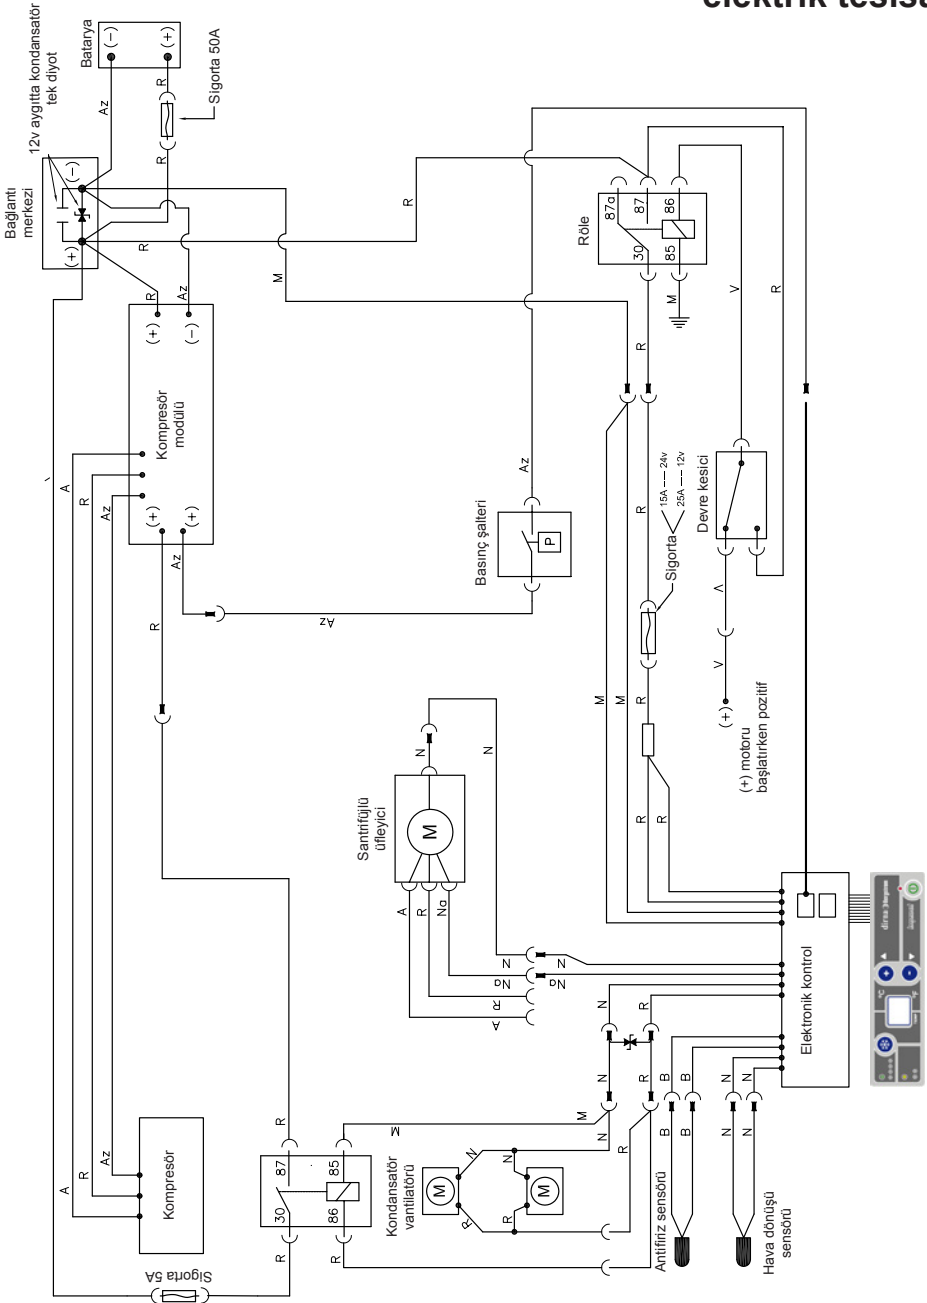 elektrik tesisa
Batarya
(-)
(+)
12v aygıtta kondansatör
tek diyot
Az
R
Sigorta 50A
R
Bağlantı
merkezi
(-)
(+)
R
R
M
R
Az
(+)
(-)
Kompresör
modülü
(+)
(+)
A
R
Az
R
Az
Az
Az
Basınç şalteri
P
Röle
87a
87
86
30
85
M
V
R
R
R
15A --- 24v
25A --- 12v
Sigorta
Devre kesici
V
V
(+)
(+) motoru
başlatırken pozitif
M
M
R
R
R
Santrifüjlü
üfleyici
M
N
N
A
R
Na
N
Na
R
A
N
Na
N
R
Elektronik kontrol
dirna
°C
°F
A
R
Az
Kompresör
Sigorta 5A
R
87
85
30
86
R
R
R
M
M
Kondansatör
vantilatörü
M
M
N
N
R
R
N
R
N
R
B
B
B
B
Antifiriz sensörü
N
N
N
N
Hava dönüşü
sensörü